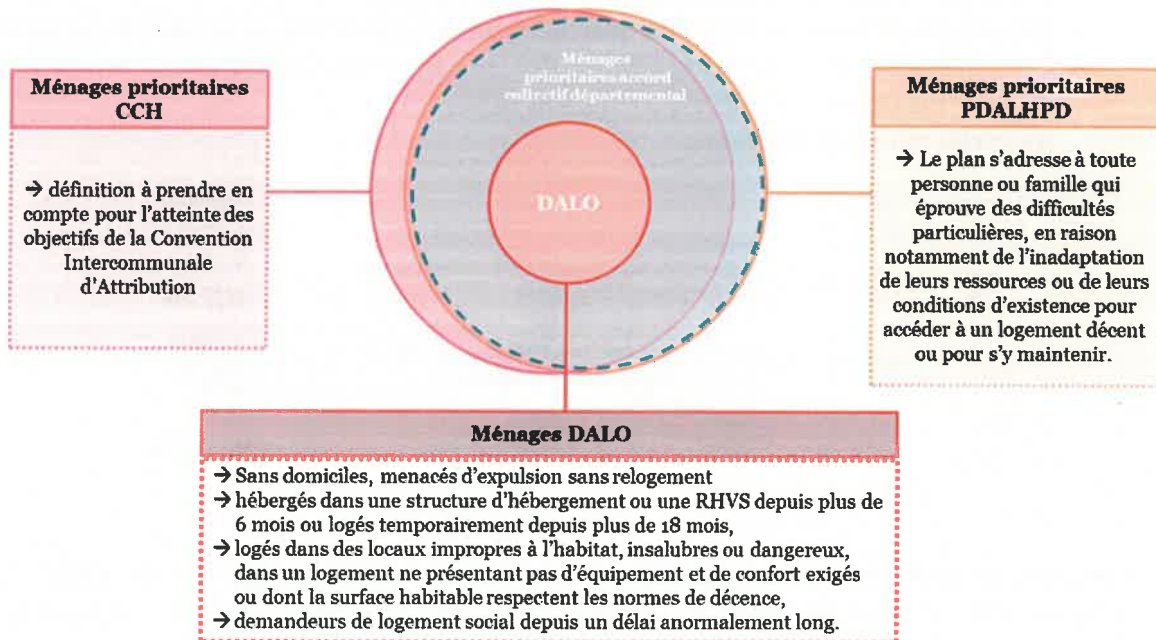 Ménages
prioritaires accord
collectif départemental
DALO
Ménages prioritaires
CCH
→ définition à prendre en
compte pour l'atteinte des
objectifs de la Convention
Intercommunale
d'Attribution
Ménages prioritaires
PDALHPD
→ Le plan s'adresse à toute
personne ou famille qui
éprouve des difficultés
particulières, en raison
notamment de l'inadaptation
de leurs ressources ou de leurs
conditions d'existence pour
accéder à un logement décent
ou pour s'y maintenir.
Ménages DALO
→ Sans domiciles, menacés d'expulsion sans relogement
→ hébergés dans une structure d'hébergement ou une RHVS depuis plus de
6 mois ou logés temporairement depuis plus de 18 mois,
→ logés dans des locaux impropres à l'habitat, insalubres ou dangereux,
dans un logement ne présentant pas d'équipement et de confort exigés
ou dont la surface habitable respectent les normes de décence,
→ demandeurs de logement social depuis un délai anormalement long.